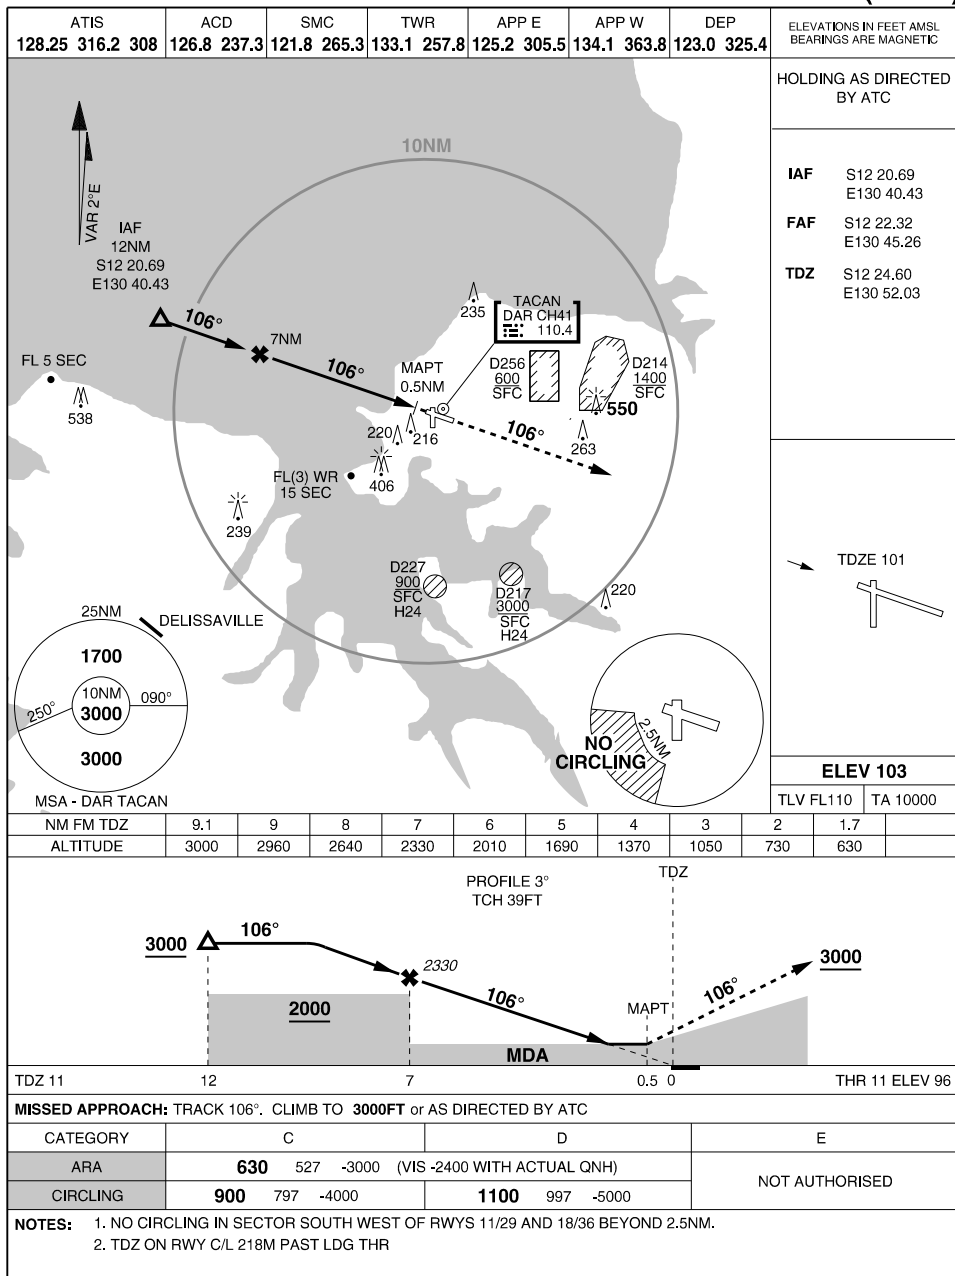 ATIS ACD SMC TWR APP E APP W DEP
128.25 316.2 308 126.8 237.3 121.8 265.3 133.1 257.8 125.2 305.5 134.1 363.8 123.0 325.4
ELEVATIONS IN FEET AMSL
BEARINGS ARE MAGNETIC
HOLDING AS DIRECTED
BY ATC
10NM
VAR 2°E
IAF
12NM
S12 20.69
E130 40.43
106°
7NM
106°
MAPT
0.5NM
235
TACAN
DAR CH41
110.4
D256
600
SFC
D214
1400
SFC
550
FL 5 SEC
538
220
216
106°
263
FL(3) WR
15 SEC
406
239
D227
900
SFC
H24
D217
3000
SFC
H24
220
IAF S12 20.69
E130 40.43
FAF S12 22.32
E130 45.26
TDZ S12 24.60
E130 52.03
TDZE 101
25NM
DELISSAVILLE
1700
10NM
3000
250°
090°
3000
MSA - DAR TACAN
2.5NM
NO
CIRCLING
ELEV 103
TLV FL110 TA 10000
NM FM TDZ 9.1 9 8 7 6 5 4 3 2 1.7
ALTITUDE 3000 2960 2640 2330 2010 1690 1370 1050 730 630
PROFILE 3°
TCH 39FT
TDZ
3000
106°
2330
2000
106°
MAPT
106°
3000
MDA
TDZ 11 12 7 0.5 0 THR 11 ELEV 96
MISSED APPROACH: TRACK 106°. CLIMB TO 3000FT or AS DIRECTED BY ATC
CATEGORY C D E
ARA 630 527 -3000 (VIS -2400 WITH ACTUAL QNH)
NOT AUTHORISED
CIRCLING 900 797 -4000 1100 997 -5000
NOTES: 1. NO CIRCLING IN SECTOR SOUTH WEST OF RWYS 11/29 AND 18/36 BEYOND 2.5NM.
2. TDZ ON RWY C/L 218M PAST LDG THR